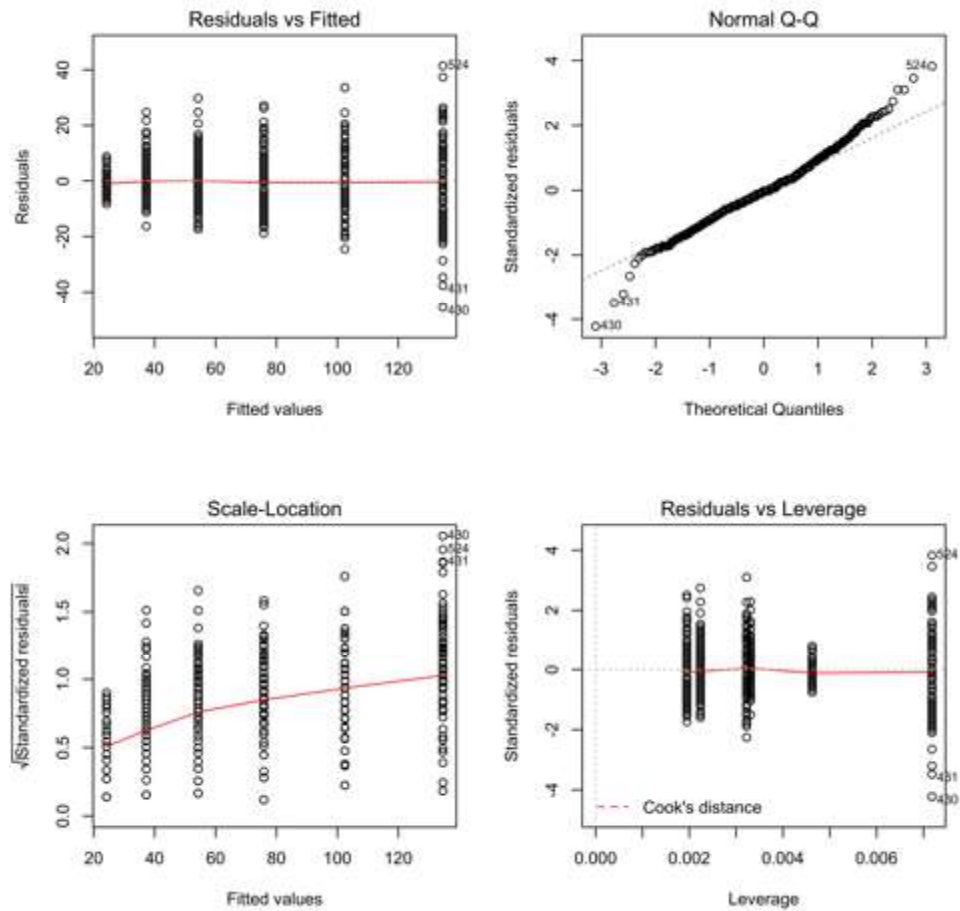 Residuals vs Fitted
Residuals
40
20
0
-20
-40
524
431
430
20 40 60 80 100 120
Fitted values
Normal Q-Q
Standardized residuals
4
2
0
-2
-4
524
431
430
-3 -2 -1 0 1 2 3
Theoretical Quantiles
Scale-Location
√|Standardized residuals|
2.0
1.5
1.0
0.5
0.0
430
524
431
20 40 60 80 100 120
Fitted values
Residuals vs Leverage
Standardized residuals
4
2
0
-2
-4
524
431
430
Cook's distance
0.000 0.002 0.004 0.006
Leverage